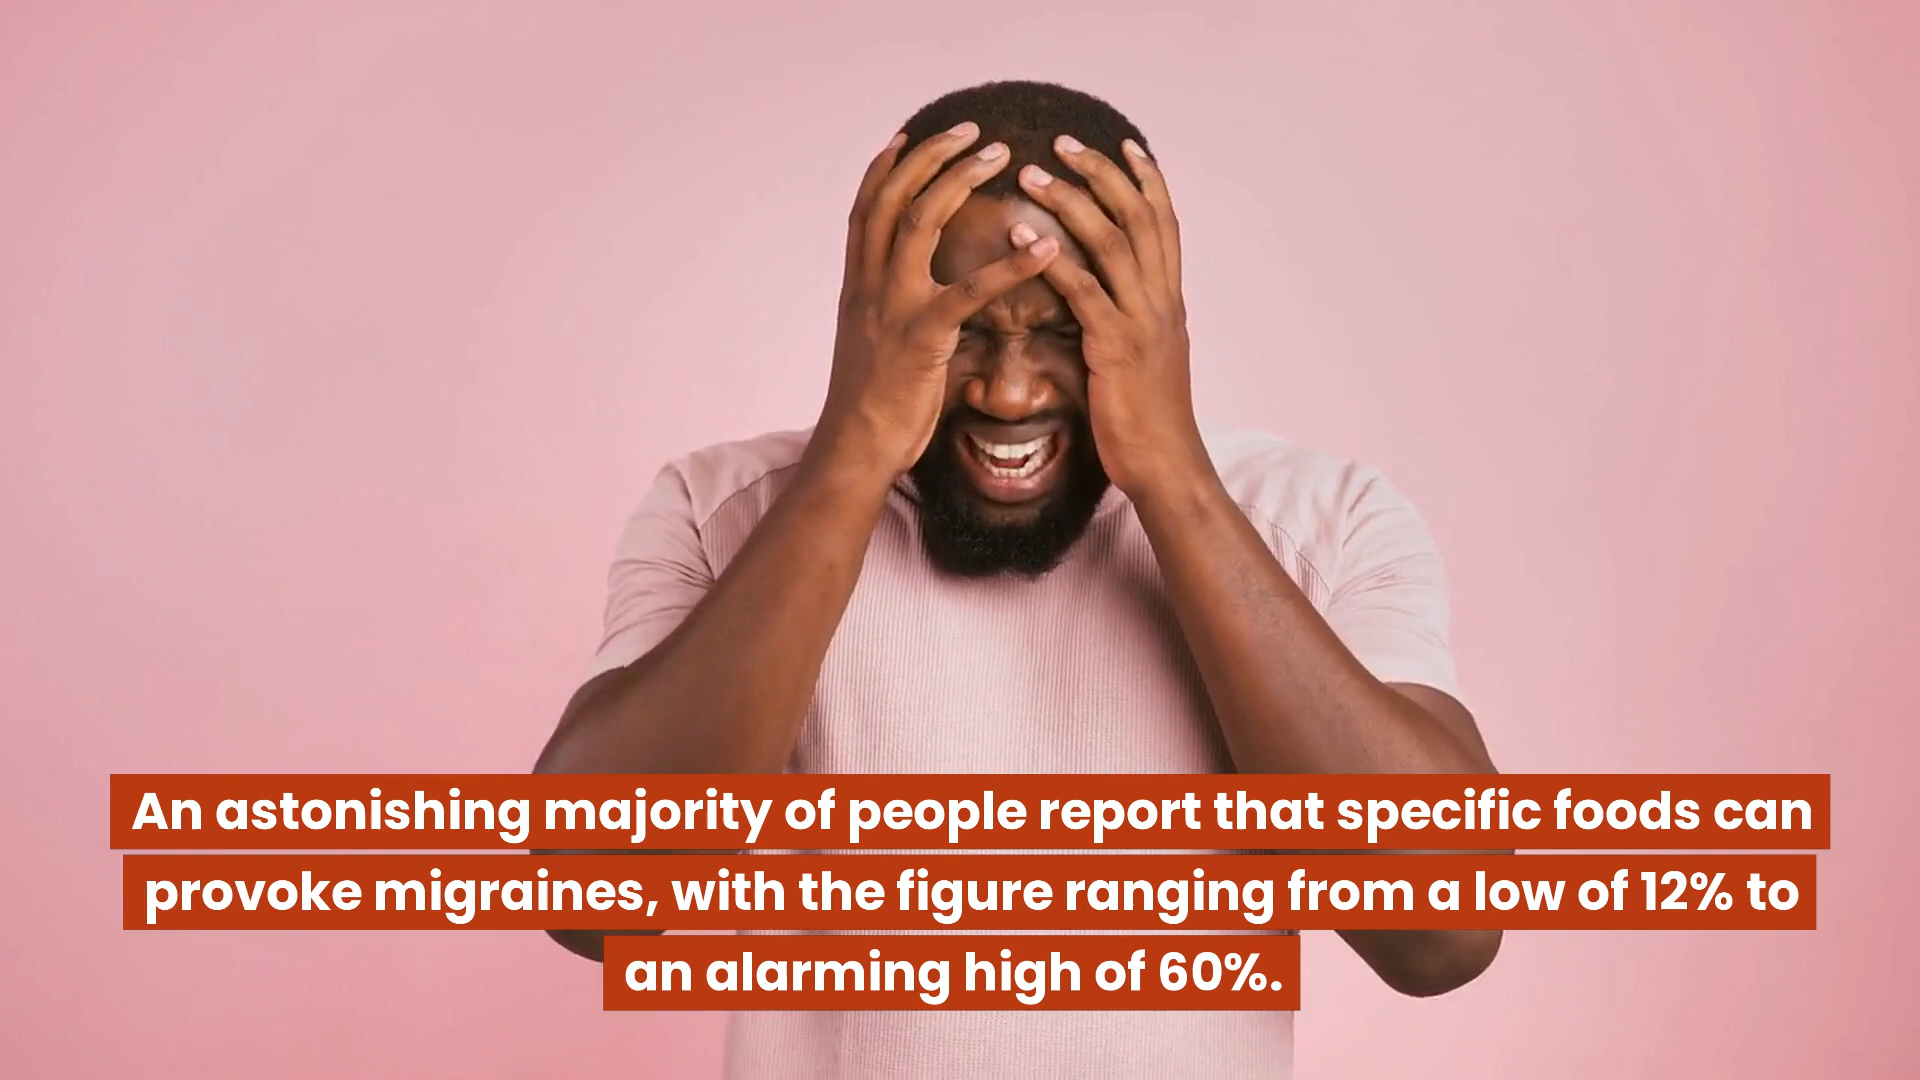 An astonishing majority of people report that specific foods can
provoke migraines, with the figure ranging from a low of 12% to
an alarming high of 60%.